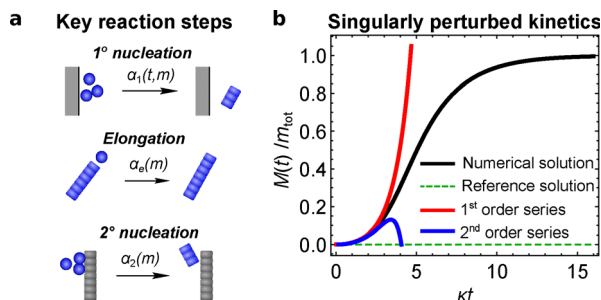 a
Key reaction steps
1° nucleation
α₁(t,m)
Elongation
αₑ(m)
2° nucleation
α₂(m)
b
Singularly perturbed kinetics
M(t) /m_tot
1.0
0.8
0.6
0.4
0.2
0.0
Numerical solution
Reference solution
1st order series
2nd order series
0
5
10
15
κt